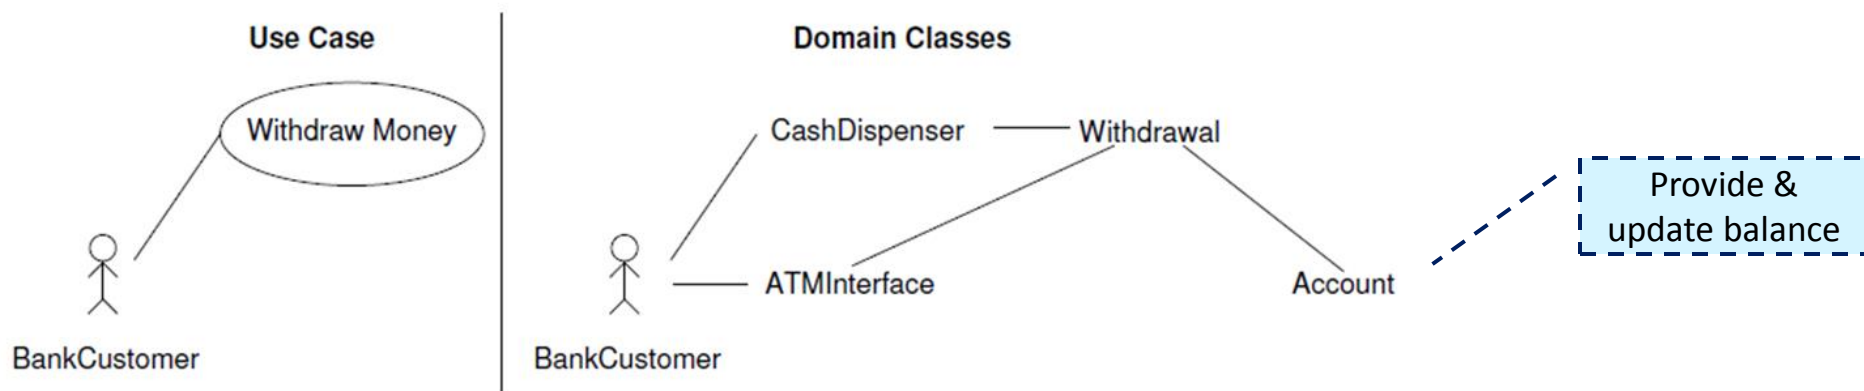 Use Case
Withdraw Money
BankCustomer
Domain Classes
CashDispenser
Withdrawal
ATMInterface
Account
BankCustomer
Provide &
update balance